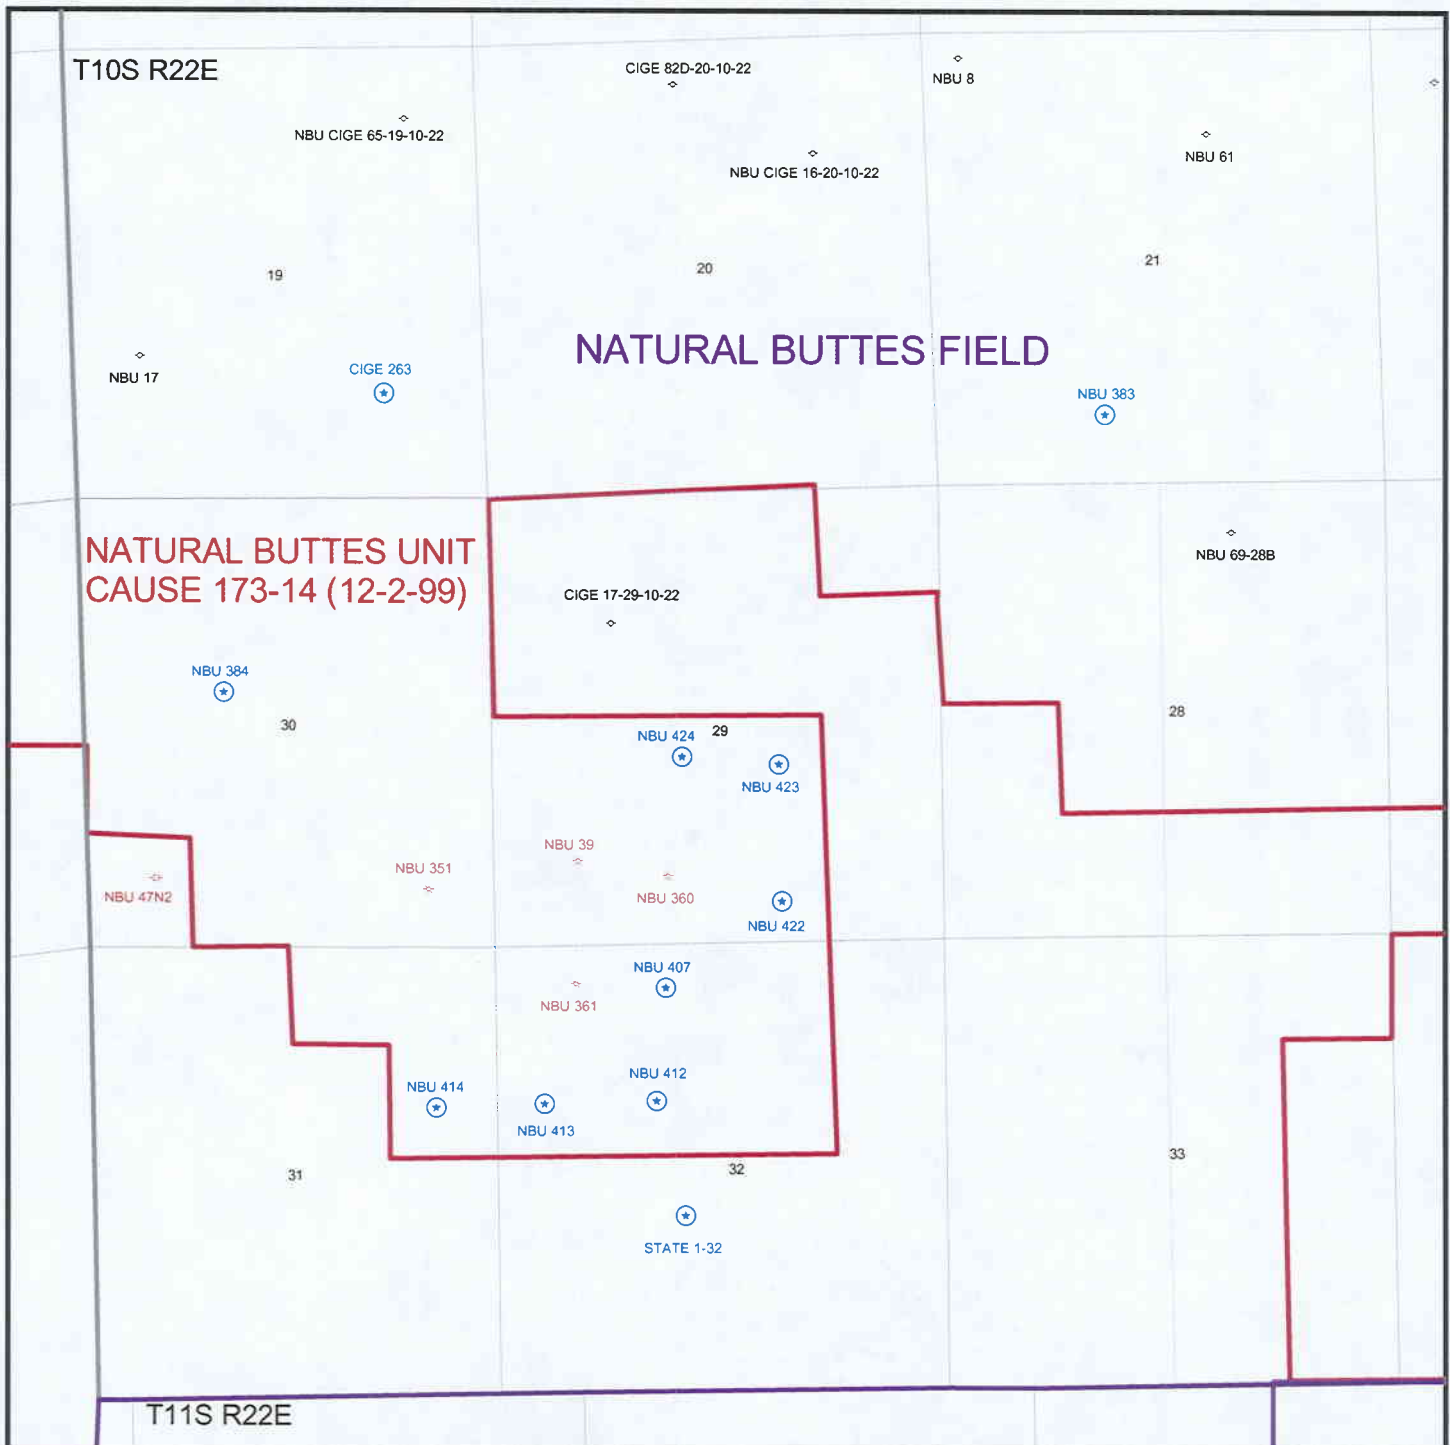 T10S R22E
CIGE 82D-20-10-22
NBU 8
NBU CIGE 65-19-10-22
NBU CIGE 16-20-10-22
NBU 61
19
20
21
NATURAL BUTTES FIELD
NBU 17
CIGE 263
NBU 383
NATURAL BUTTES UNIT
CAUSE 173-14 (12-2-99)
NBU 69-28B
CIGE 17-29-10-22
NBU 384
30
28
NBU 424
29
NBU 423
NBU 39
NBU 351
NBU 47N2
NBU 360
NBU 422
NBU 407
NBU 361
NBU 412
NBU 414
NBU 413
31
32
33
STATE 1-32
T11S R22E